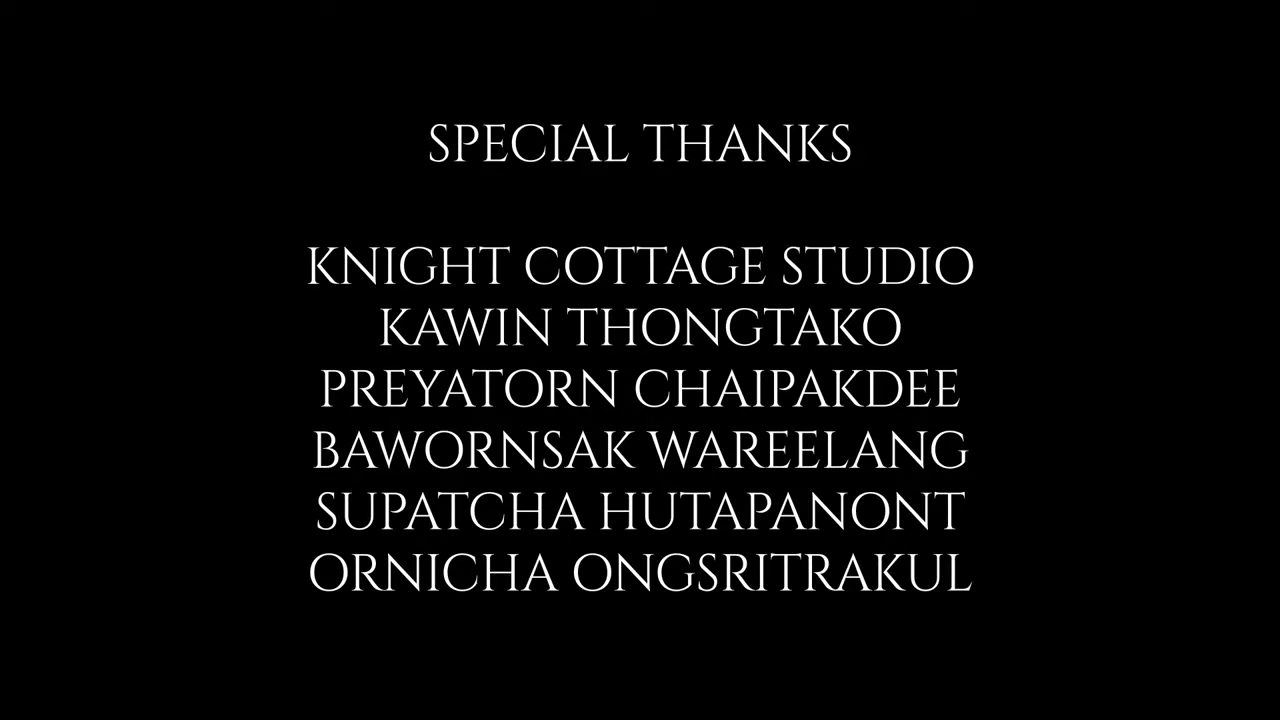 SPECIAL THANKS
KNIGHT COTTAGE STUDIO
KAWIN THONGTAKO
PREYATORN CHAIPAKDEE
BAWORNSAK WAREELANG
SUPATCHA HUTAPANONT
ORNICHA ONGSRITRAKUL